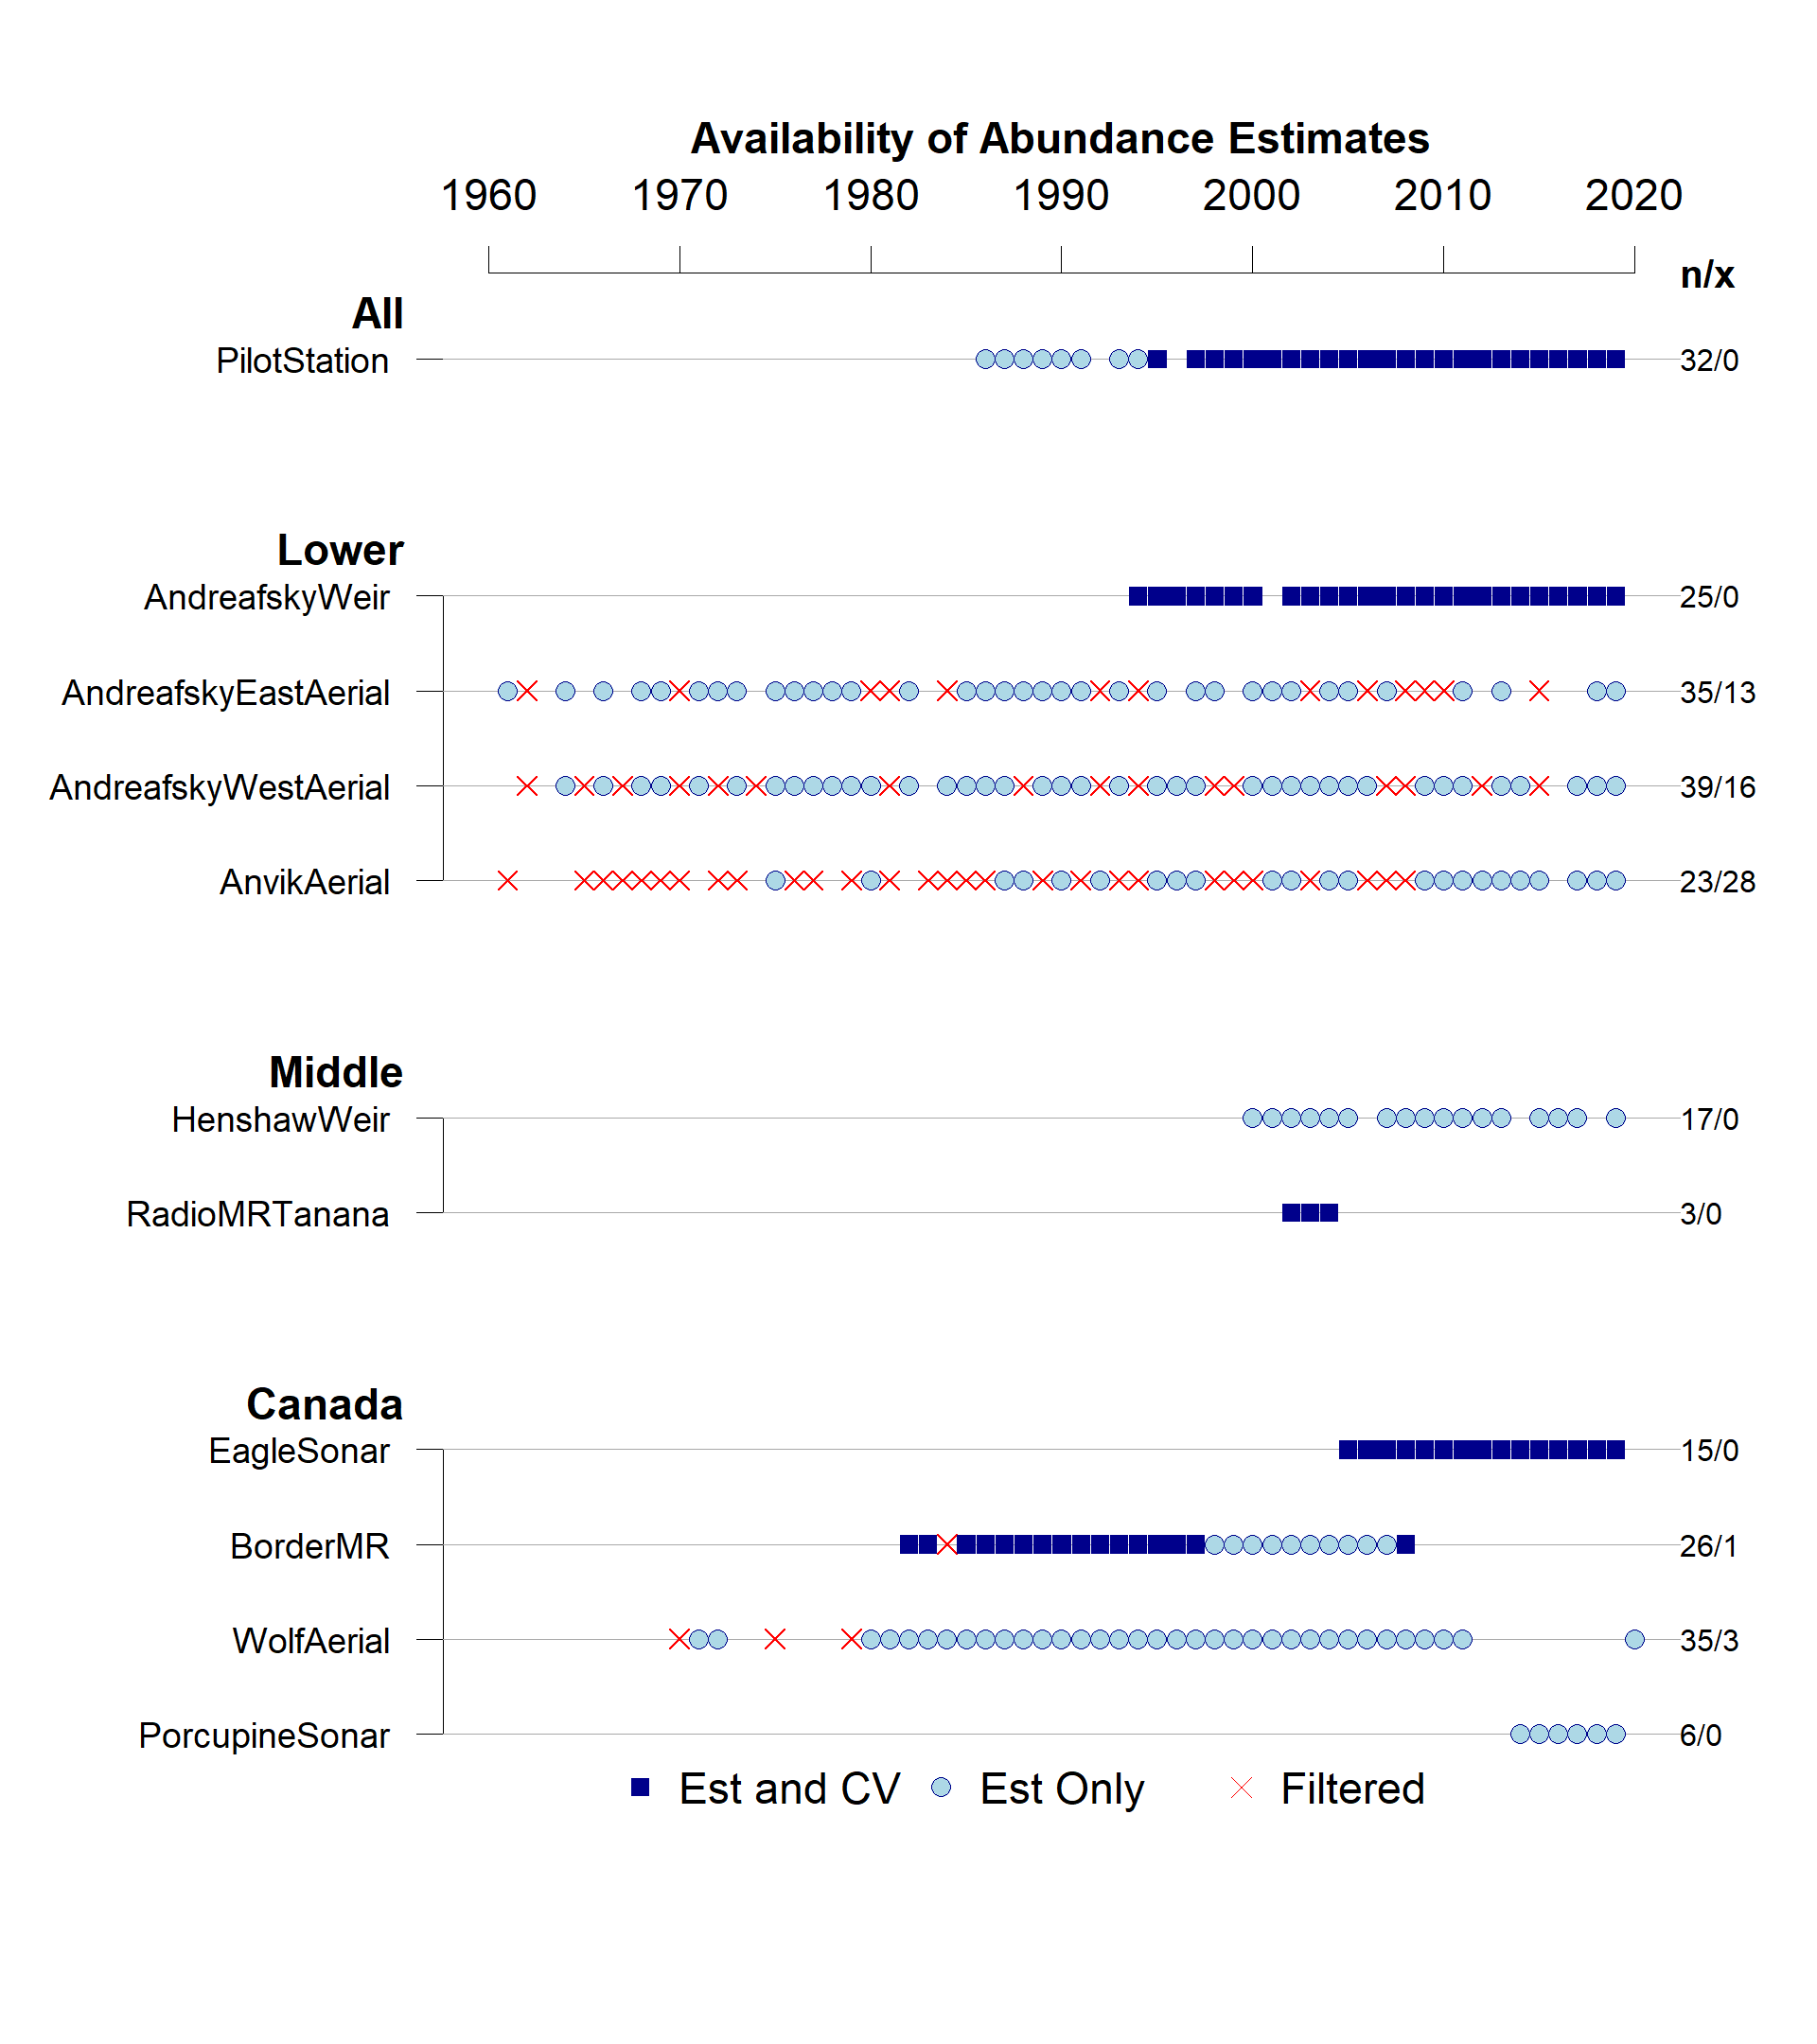 Availability of Abundance Estimates
1960 1970 1980 1990 2000 2010 2020
n/x
All
PilotStation 32/0
Lower
AndreafskyWeir 25/0
AndreafskyEastAerial 35/13
AndreafskyWestAerial 39/16
AnvikAerial 23/28
Middle
HenshawWeir 17/0
RadioMRTanana 3/0
Canada
EagleSonar 15/0
BorderMR 26/1
WolfAerial 35/3
PorcupineSonar 6/0
Est and CV Est Only Filtered